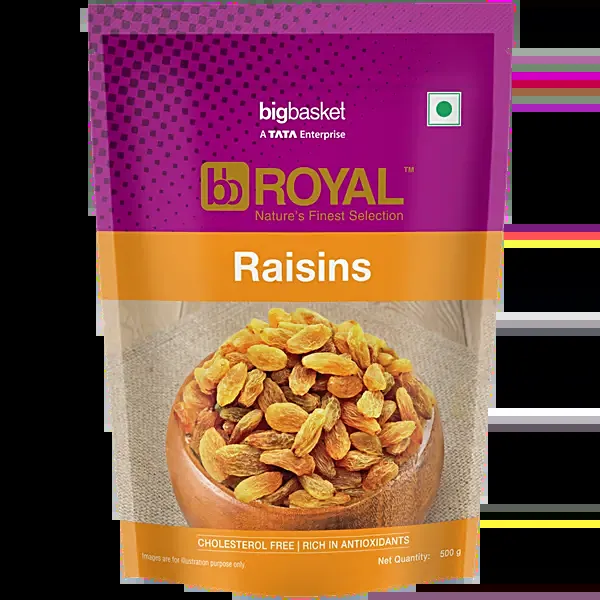 bigbasket
A TATA Enterprise
bb ROYAL™
Nature's Finest Selection
Raisins
CHOLESTEROL FREE | RICH IN ANTIOXIDANTS
Images are for illustration purpose only.
Net Quantity: 500 g